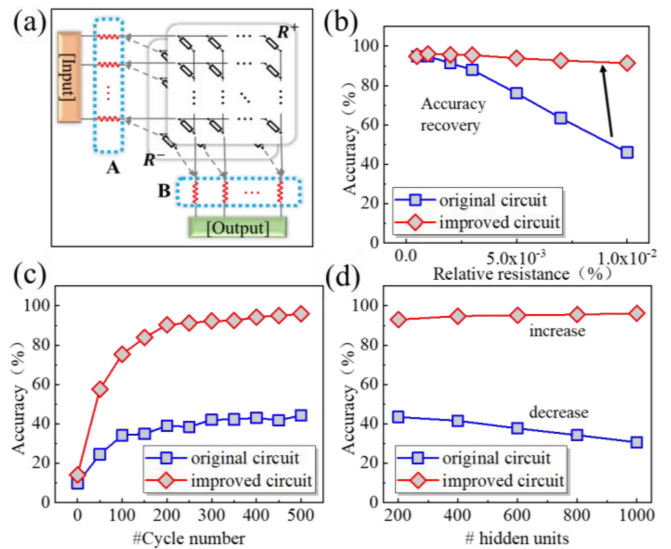 (a)
R+
[Input]
A
R−
B
[Output]
(b)
Accuracy (%)
100
80
60
40
20
0
Accuracy
recovery
original circuit
improved circuit
0.0
5.0x10-3
1.0x10-2
Relative resistance (%)
(c)
Accuracy (%)
100
80
60
40
20
0
original circuit
improved circuit
0
100
200
300
400
500
#Cycle number
(d)
Accuracy (%)
100
80
60
40
20
0
increase
decrease
original circuit
improved circuit
200
400
600
800
1000
# hidden units